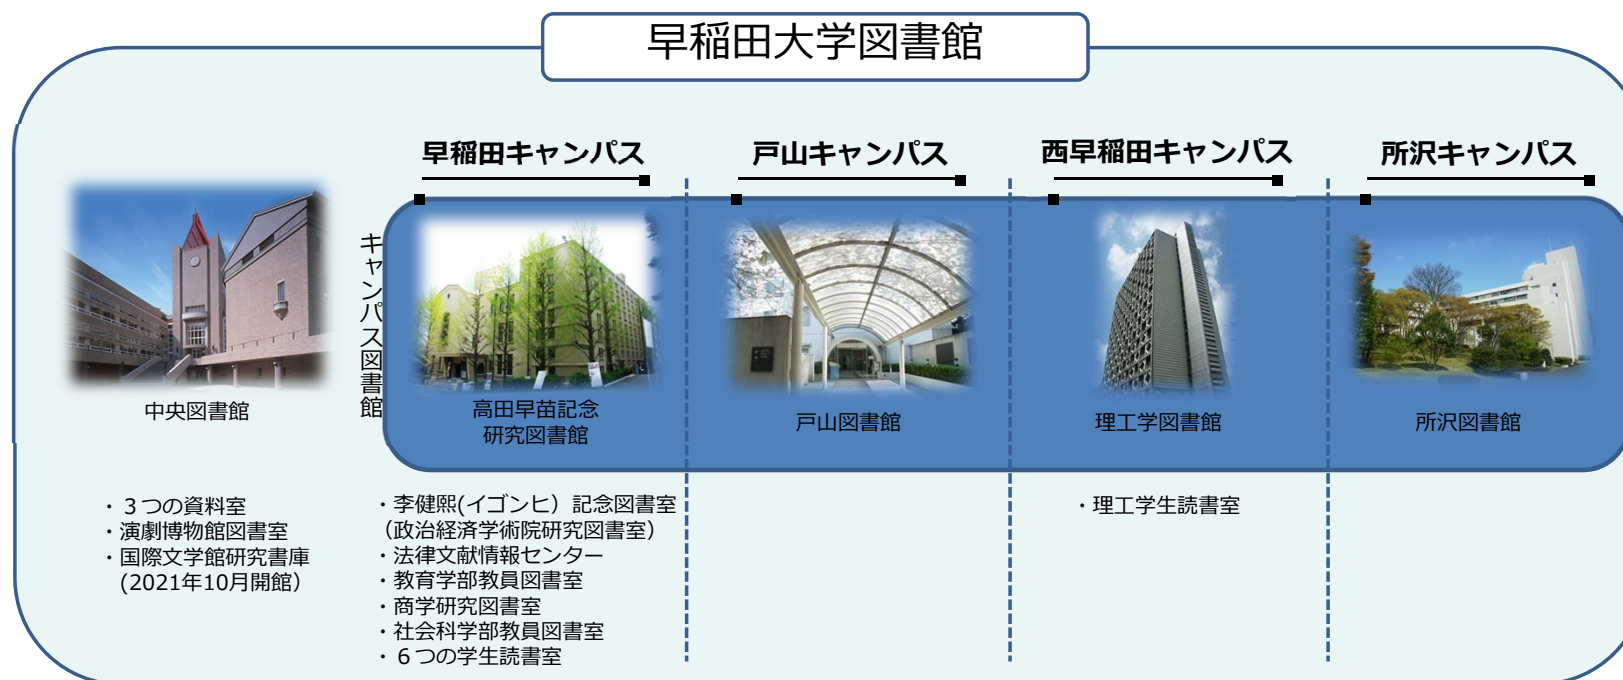 早稲田大学図書館
早稲田キャンパス
戸山キャンパス
西早稲田キャンパス
所沢キャンパス
キャンパス図書館
中央図書館
高田早苗記念
研究図書館
戸山図書館
理工学図書館
所沢図書館
・３つの資料室
・演劇博物館図書室
・国際文学館研究書庫
(2021年10月開館）
・李健熙(イゴンヒ）記念図書室
（政治経済学術院研究図書室）
・法律文献情報センター
・教育学部教員図書室
・商学研究図書室
・社会科学部教員図書室
・６つの学生読書室
・理工学生読書室